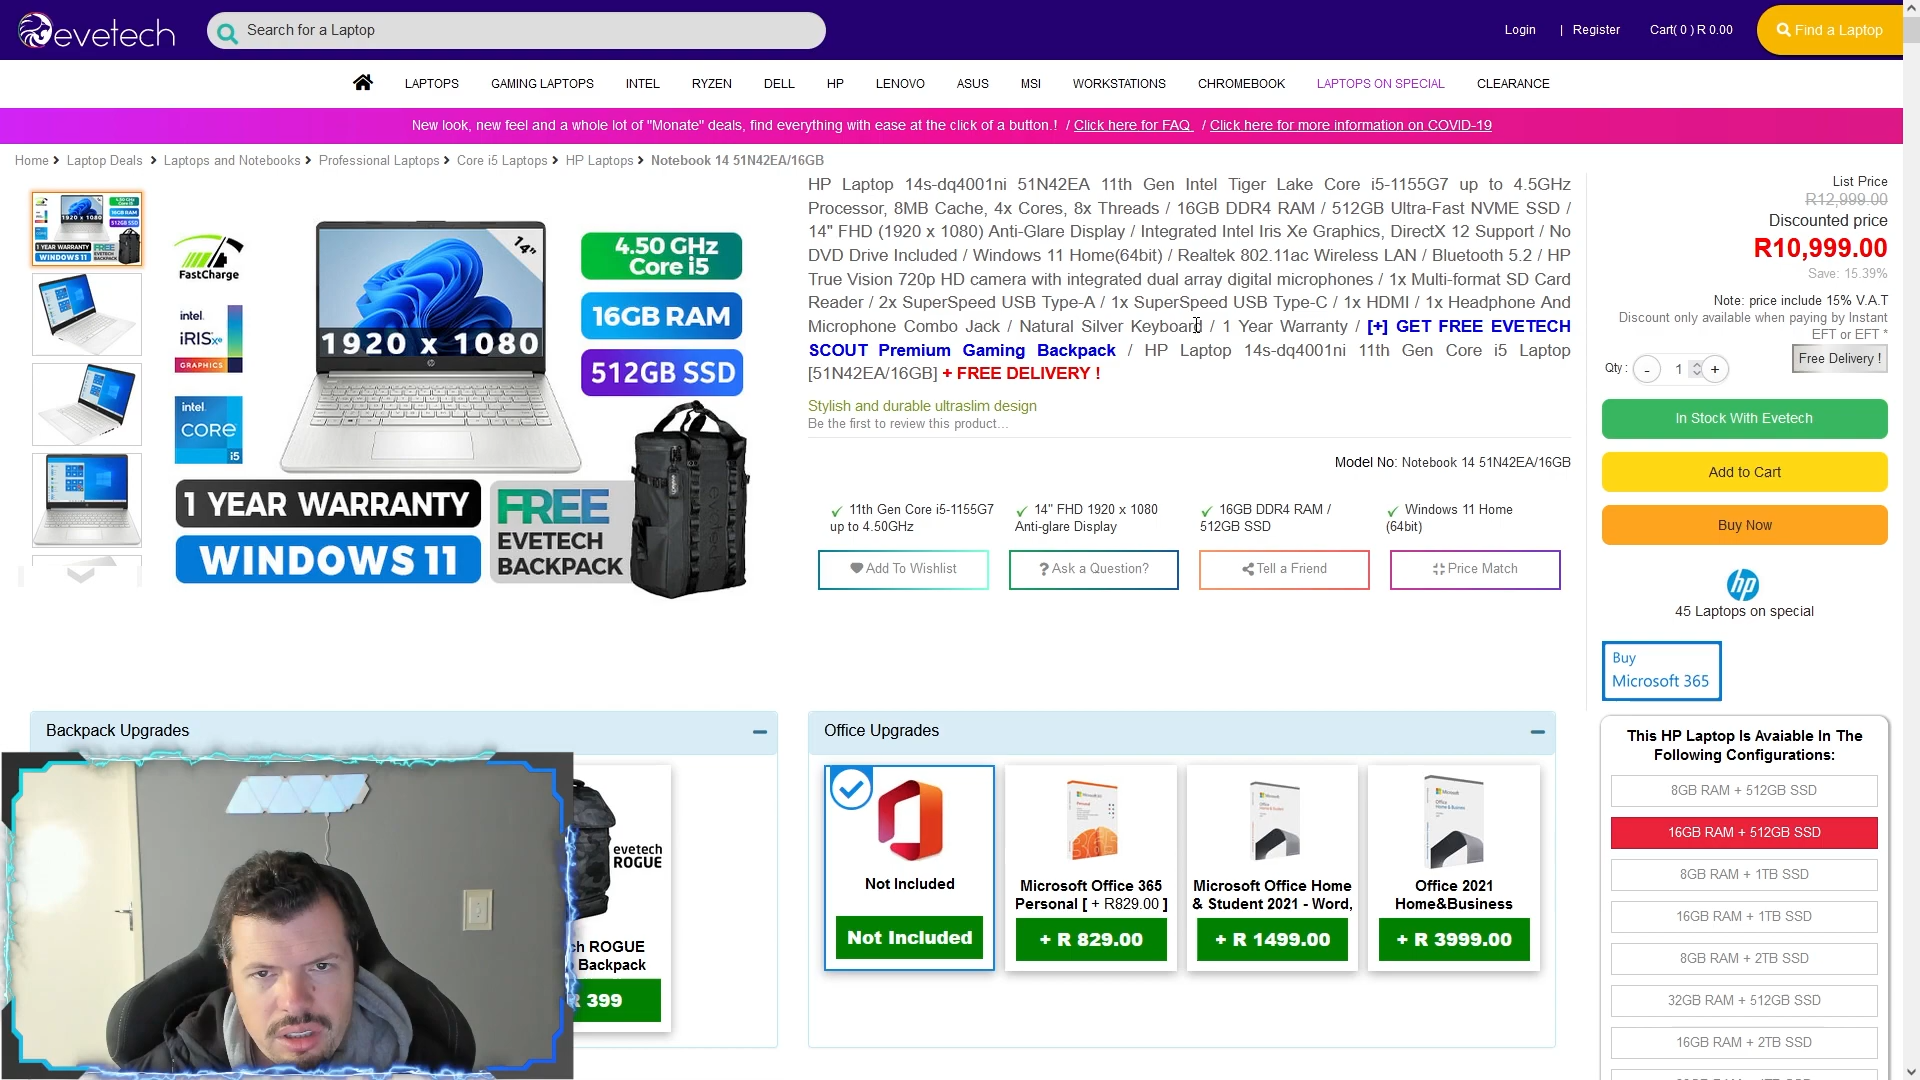 evetech
Search for a Laptop
Login | Register Cart( 0 ) R 0.00
Find a Laptop
LAPTOPS GAMING LAPTOPS INTEL RYZEN DELL HP LENOVO ASUS MSI WORKSTATIONS CHROMEBOOK LAPTOPS ON SPECIAL CLEARANCE
New look, new feel and a whole lot of "Monate" deals, find everything with ease at the click of a button.! / Click here for FAQ / Click here for more information on COVID-19
Home Laptop Deals Laptops and Notebooks Professional Laptops Core i5 Laptops HP Laptops Notebook 14 51N42EA/16GB
FastCharge
intel
iRIS xe
GRAPHICS
intel
CORE
i5
14"
1920 x 1080
4.50 GHz
Core i5
16GB RAM
512GB SSD
1 YEAR WARRANTY
WINDOWS 11
FREE
EVETECH
BACKPACK
HP Laptop 14s-dq4001ni 51N42EA 11th Gen Intel Tiger Lake Core i5-1155G7 up to 4.5GHz
Processor, 8MB Cache, 4x Cores, 8x Threads / 16GB DDR4 RAM / 512GB Ultra-Fast NVME SSD /
14" FHD (1920 x 1080) Anti-Glare Display / Integrated Intel Iris Xe Graphics, DirectX 12 Support / No
DVD Drive Included / Windows 11 Home(64bit) / Realtek 802.11ac Wireless LAN / Bluetooth 5.2 / HP
True Vision 720p HD camera with integrated dual array digital microphones / 1x Multi-format SD Card
Reader / 2x SuperSpeed USB Type-A / 1x SuperSpeed USB Type-C / 1x HDMI / 1x Headphone And
Microphone Combo Jack / Natural Silver Keyboard / 1 Year Warranty / [+] GET FREE EVETECH
SCOUT Premium Gaming Backpack / HP Laptop 14s-dq4001ni 11th Gen Core i5 Laptop
[51N42EA/16GB] + FREE DELIVERY !
Stylish and durable ultraslim design
Be the first to review this product...
Model No: Notebook 14 51N42EA/16GB
11th Gen Core i5-1155G7
up to 4.50GHz
14" FHD 1920 x 1080
Anti-glare Display
16GB DDR4 RAM /
512GB SSD
Windows 11 Home
(64bit)
Add To Wishlist
Ask a Question?
Tell a Friend
Price Match
List Price
R12,999.00
Discounted price
R10,999.00
Save: 15.39%
Note: price include 15% V.A.T
Discount only available when paying by Instant
EFT or EFT *
Free Delivery !
Qty : - 1 +
In Stock With Evetech
Add to Cart
Buy Now
hp
45 Laptops on special
Buy
Microsoft 365
This HP Laptop Is Avaiable In The
Following Configurations:
8GB RAM + 512GB SSD
16GB RAM + 512GB SSD
8GB RAM + 1TB SSD
16GB RAM + 1TB SSD
8GB RAM + 2TB SSD
32GB RAM + 512GB SSD
16GB RAM + 2TB SSD
Backpack Upgrades
evetech
ROGUE
ROGUE
Backpack
R 399
Office Upgrades
Not Included
Not Included
Microsoft Office 365
Personal [ + R829.00 ]
+ R 829.00
Microsoft Office Home
& Student 2021 - Word,
+ R 1499.00
Office 2021
Home&Business
+ R 3999.00